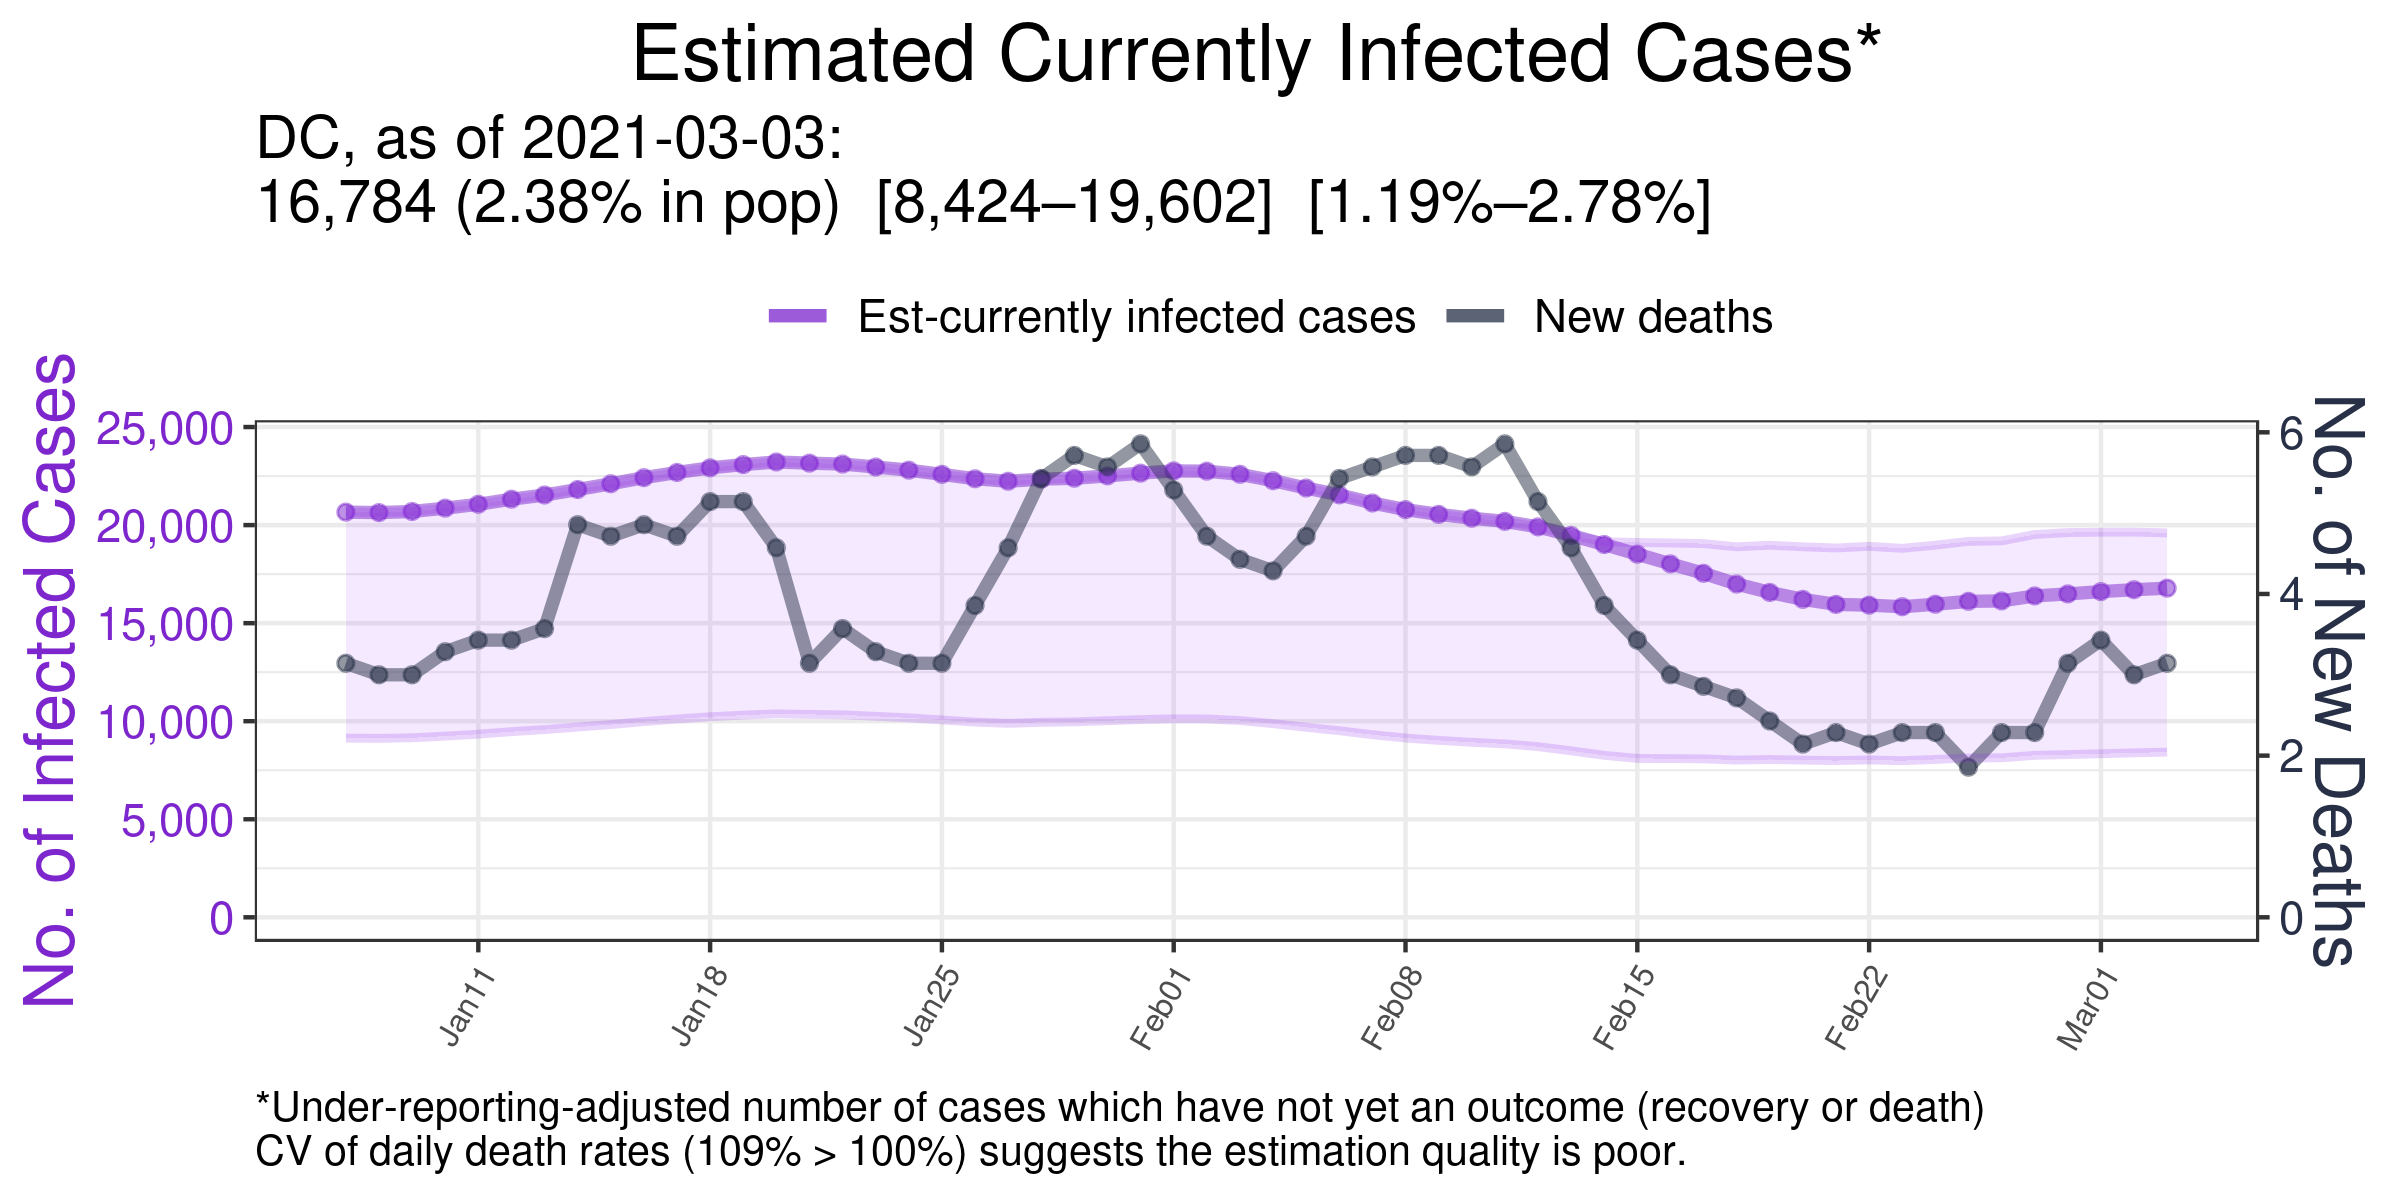 Estimated Currently Infected Cases*
DC, as of 2021-03-03:
16,784 (2.38% in pop)  [8,424–19,602]  [1.19%–2.78%]
Est-currently infected cases
New deaths
No. of Infected Cases
25,000
20,000
15,000
10,000
5,000
0
6
4
2
0
No. of New Deaths
Jan11
Jan18
Jan25
Feb01
Feb08
Feb15
Feb22
Mar01
*Under-reporting-adjusted number of cases which have not yet an outcome (recovery or death)
CV of daily death rates (109% > 100%) suggests the estimation quality is poor.